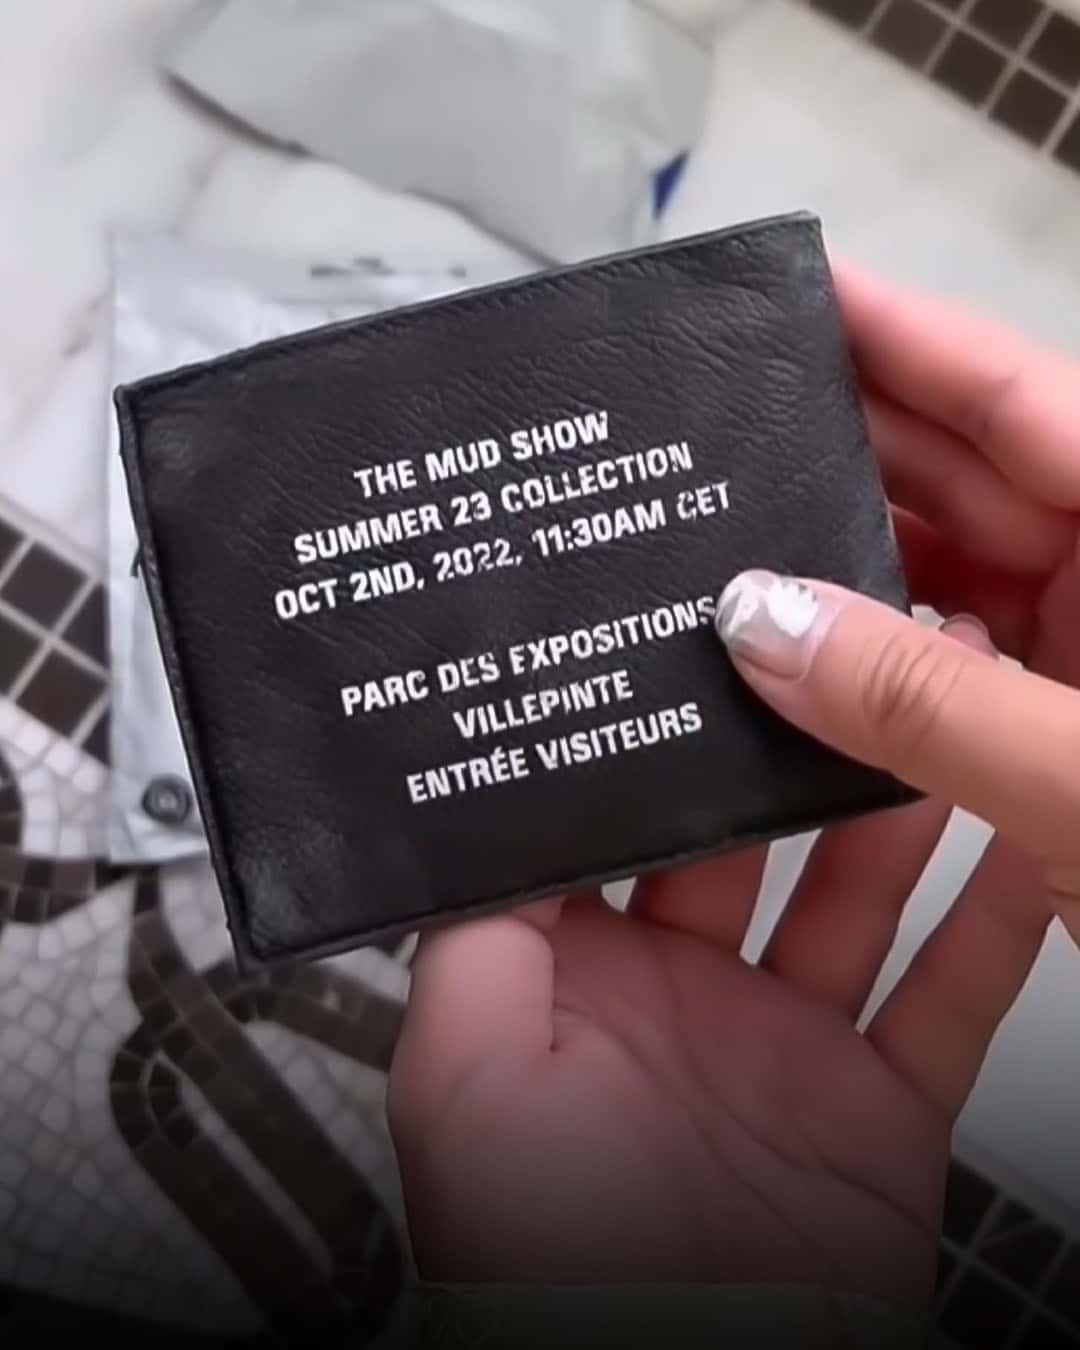 THE MUD SHOW
SUMMER 23 COLLECTION
OCT 2ND, 2022, 11:30AM CET
PARC DES EXPOSITIONS
VILLEPINTE
ENTRÉE VISITEURS